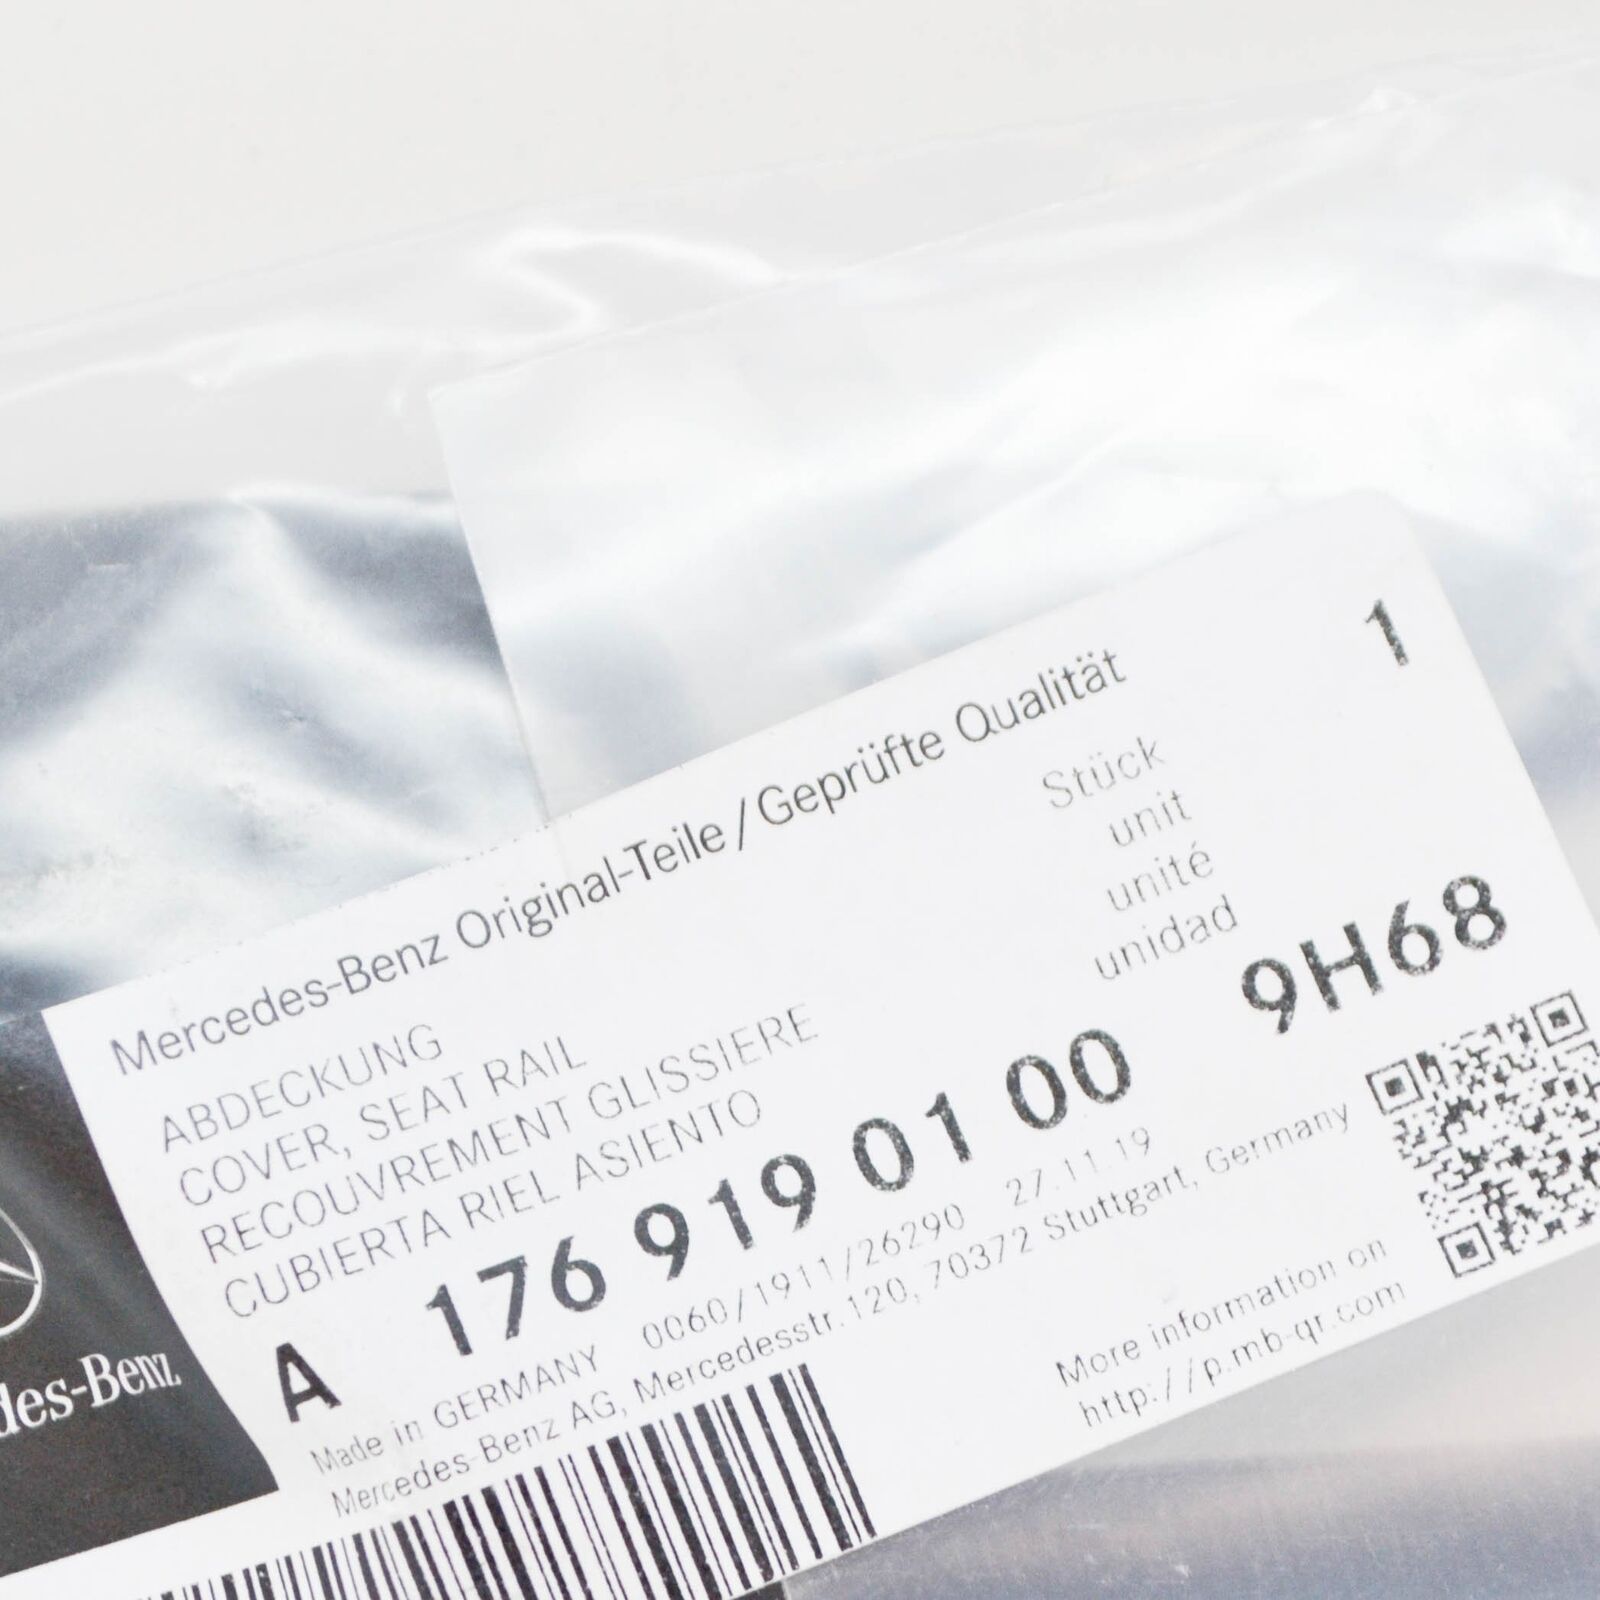 Mercedes-Benz Original-Teile/Geprüfte Qualität
1
Stück
unit
unité
unidad
ABDECKUNG
COVER, SEAT RAIL
RECOUVREMENT GLISSIERE
CUBIERTA RIEL ASIENTO
A 176 919 01 00 9H68
Made in GERMANY 0060/1911/26290 27.11.19
Mercedes-Benz AG, Mercedesstr.120, 70372 Stuttgart, Germany
More information on
http://p.mb-qr.com
des-Benz